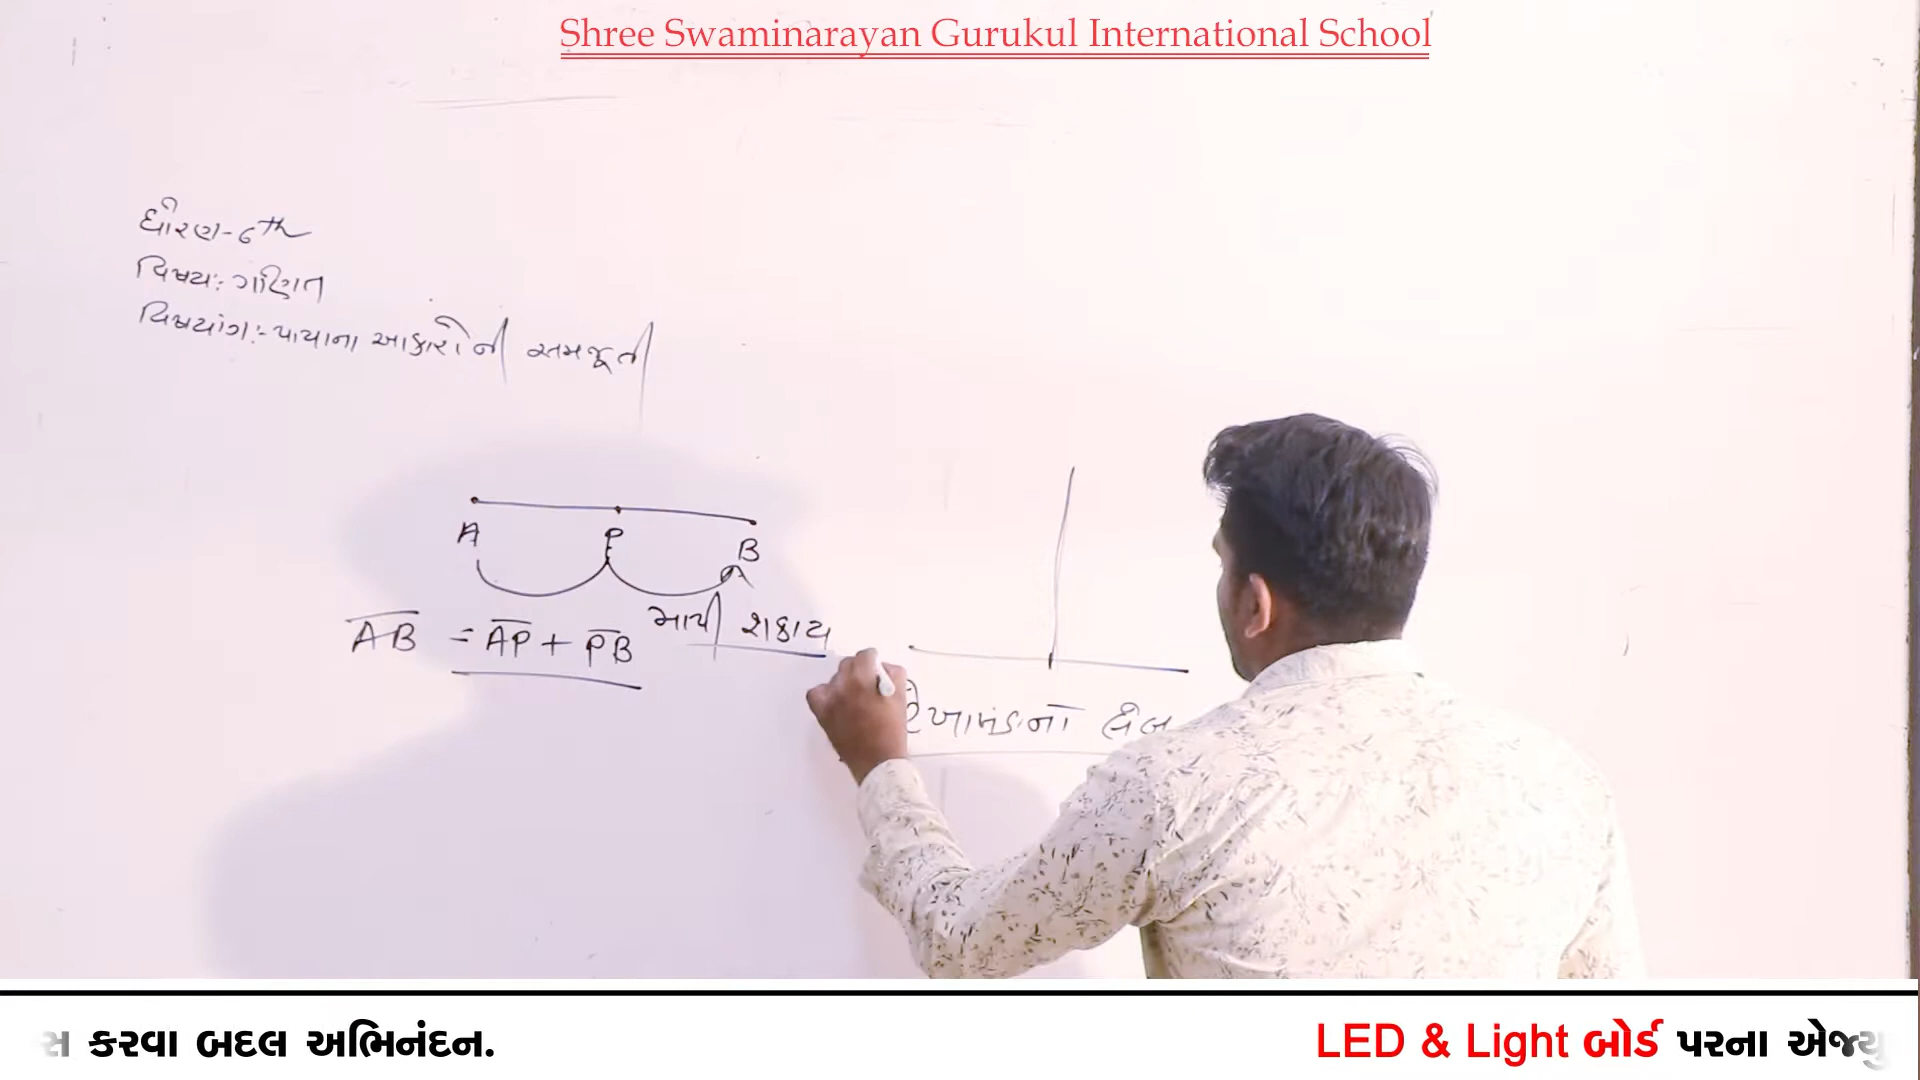 Shree Swaminarayan Gurukul International School
ધોરણ-6th
વિષય:- ગણિત
વિષયાંગ:- પાયાના આકારોની સમજૂતી
A P B
AB = AP + PB માપી શકાય
રેખાખંડનો લંબ
કરવા બદલ અભિનંદન.
LED & Light બોર્ડ પરના